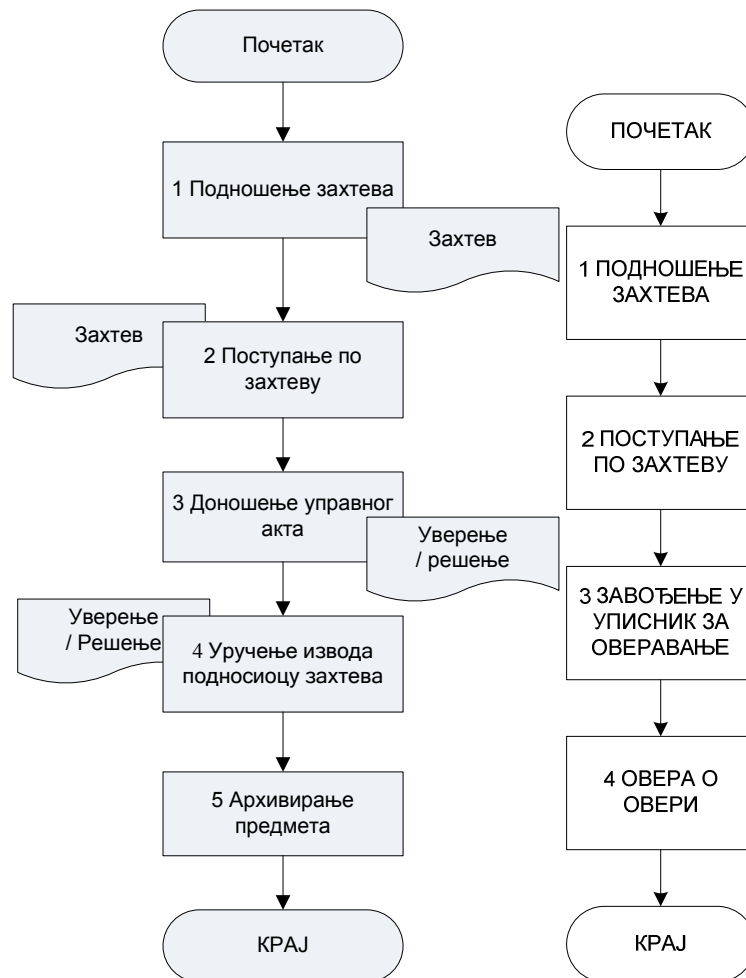 Почетак
1 Подношење захтева
Захтев
Захтев
2 Поступање по
захтеву
3 Доношење управног
акта
Уверење
/ решење
Уверење
/ Решење
4 Уручење извода
подносиоцу захтева
5 Архивирање
предмета
КРАЈ
ПОЧЕТАК
1 ПОДНОШЕЊЕ
ЗАХТЕВА
2 ПОСТУПАЊЕ
ПО ЗАХТЕВУ
3 ЗАВОЂЕЊЕ У
УПИСНИК ЗА
ОВЕРАВАЊЕ
4 ОВЕРА О
ОВЕРИ
КРАЈ